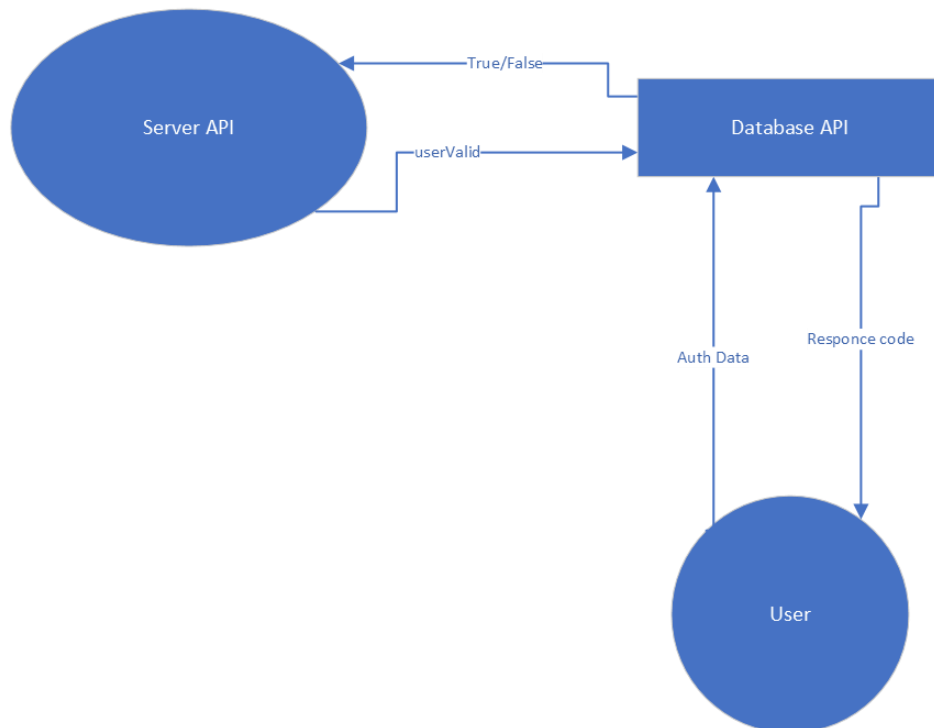 True/False
Server API
Database API
userValid
Responce code
Auth Data
User